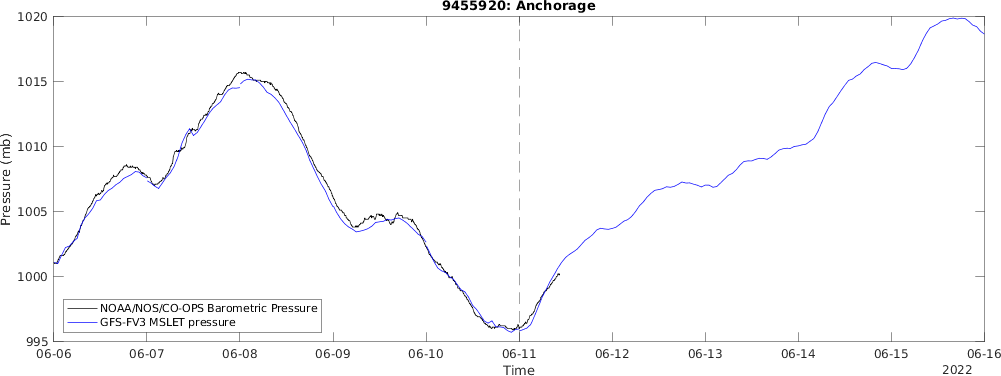 9455920: Anchorage
Pressure (mb)
1020
1015
1010
1005
1000
995
NOAA/NOS/CO-OPS Barometric Pressure
GFS-FV3 MSLET pressure
06-06 06-07 06-08 06-09 06-10 06-11 06-12 06-13 06-14 06-15 06-16
Time
2022